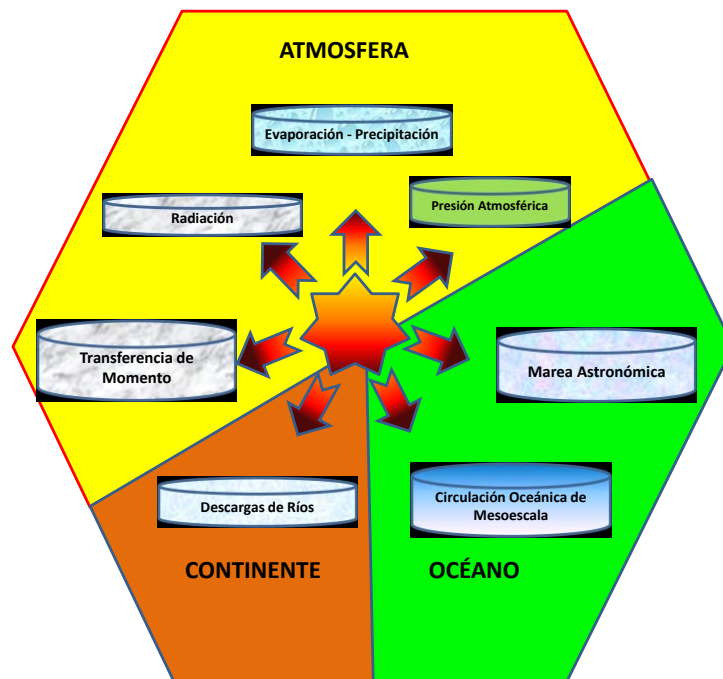 ATMOSFERA
Evaporación - Precipitación
Radiación
Presión Atmosférica
Transferencia de
Momento
Marea Astronómica
Descargas de Ríos
Circulación Oceánica de
Mesoescala
CONTINENTE
OCÉANO